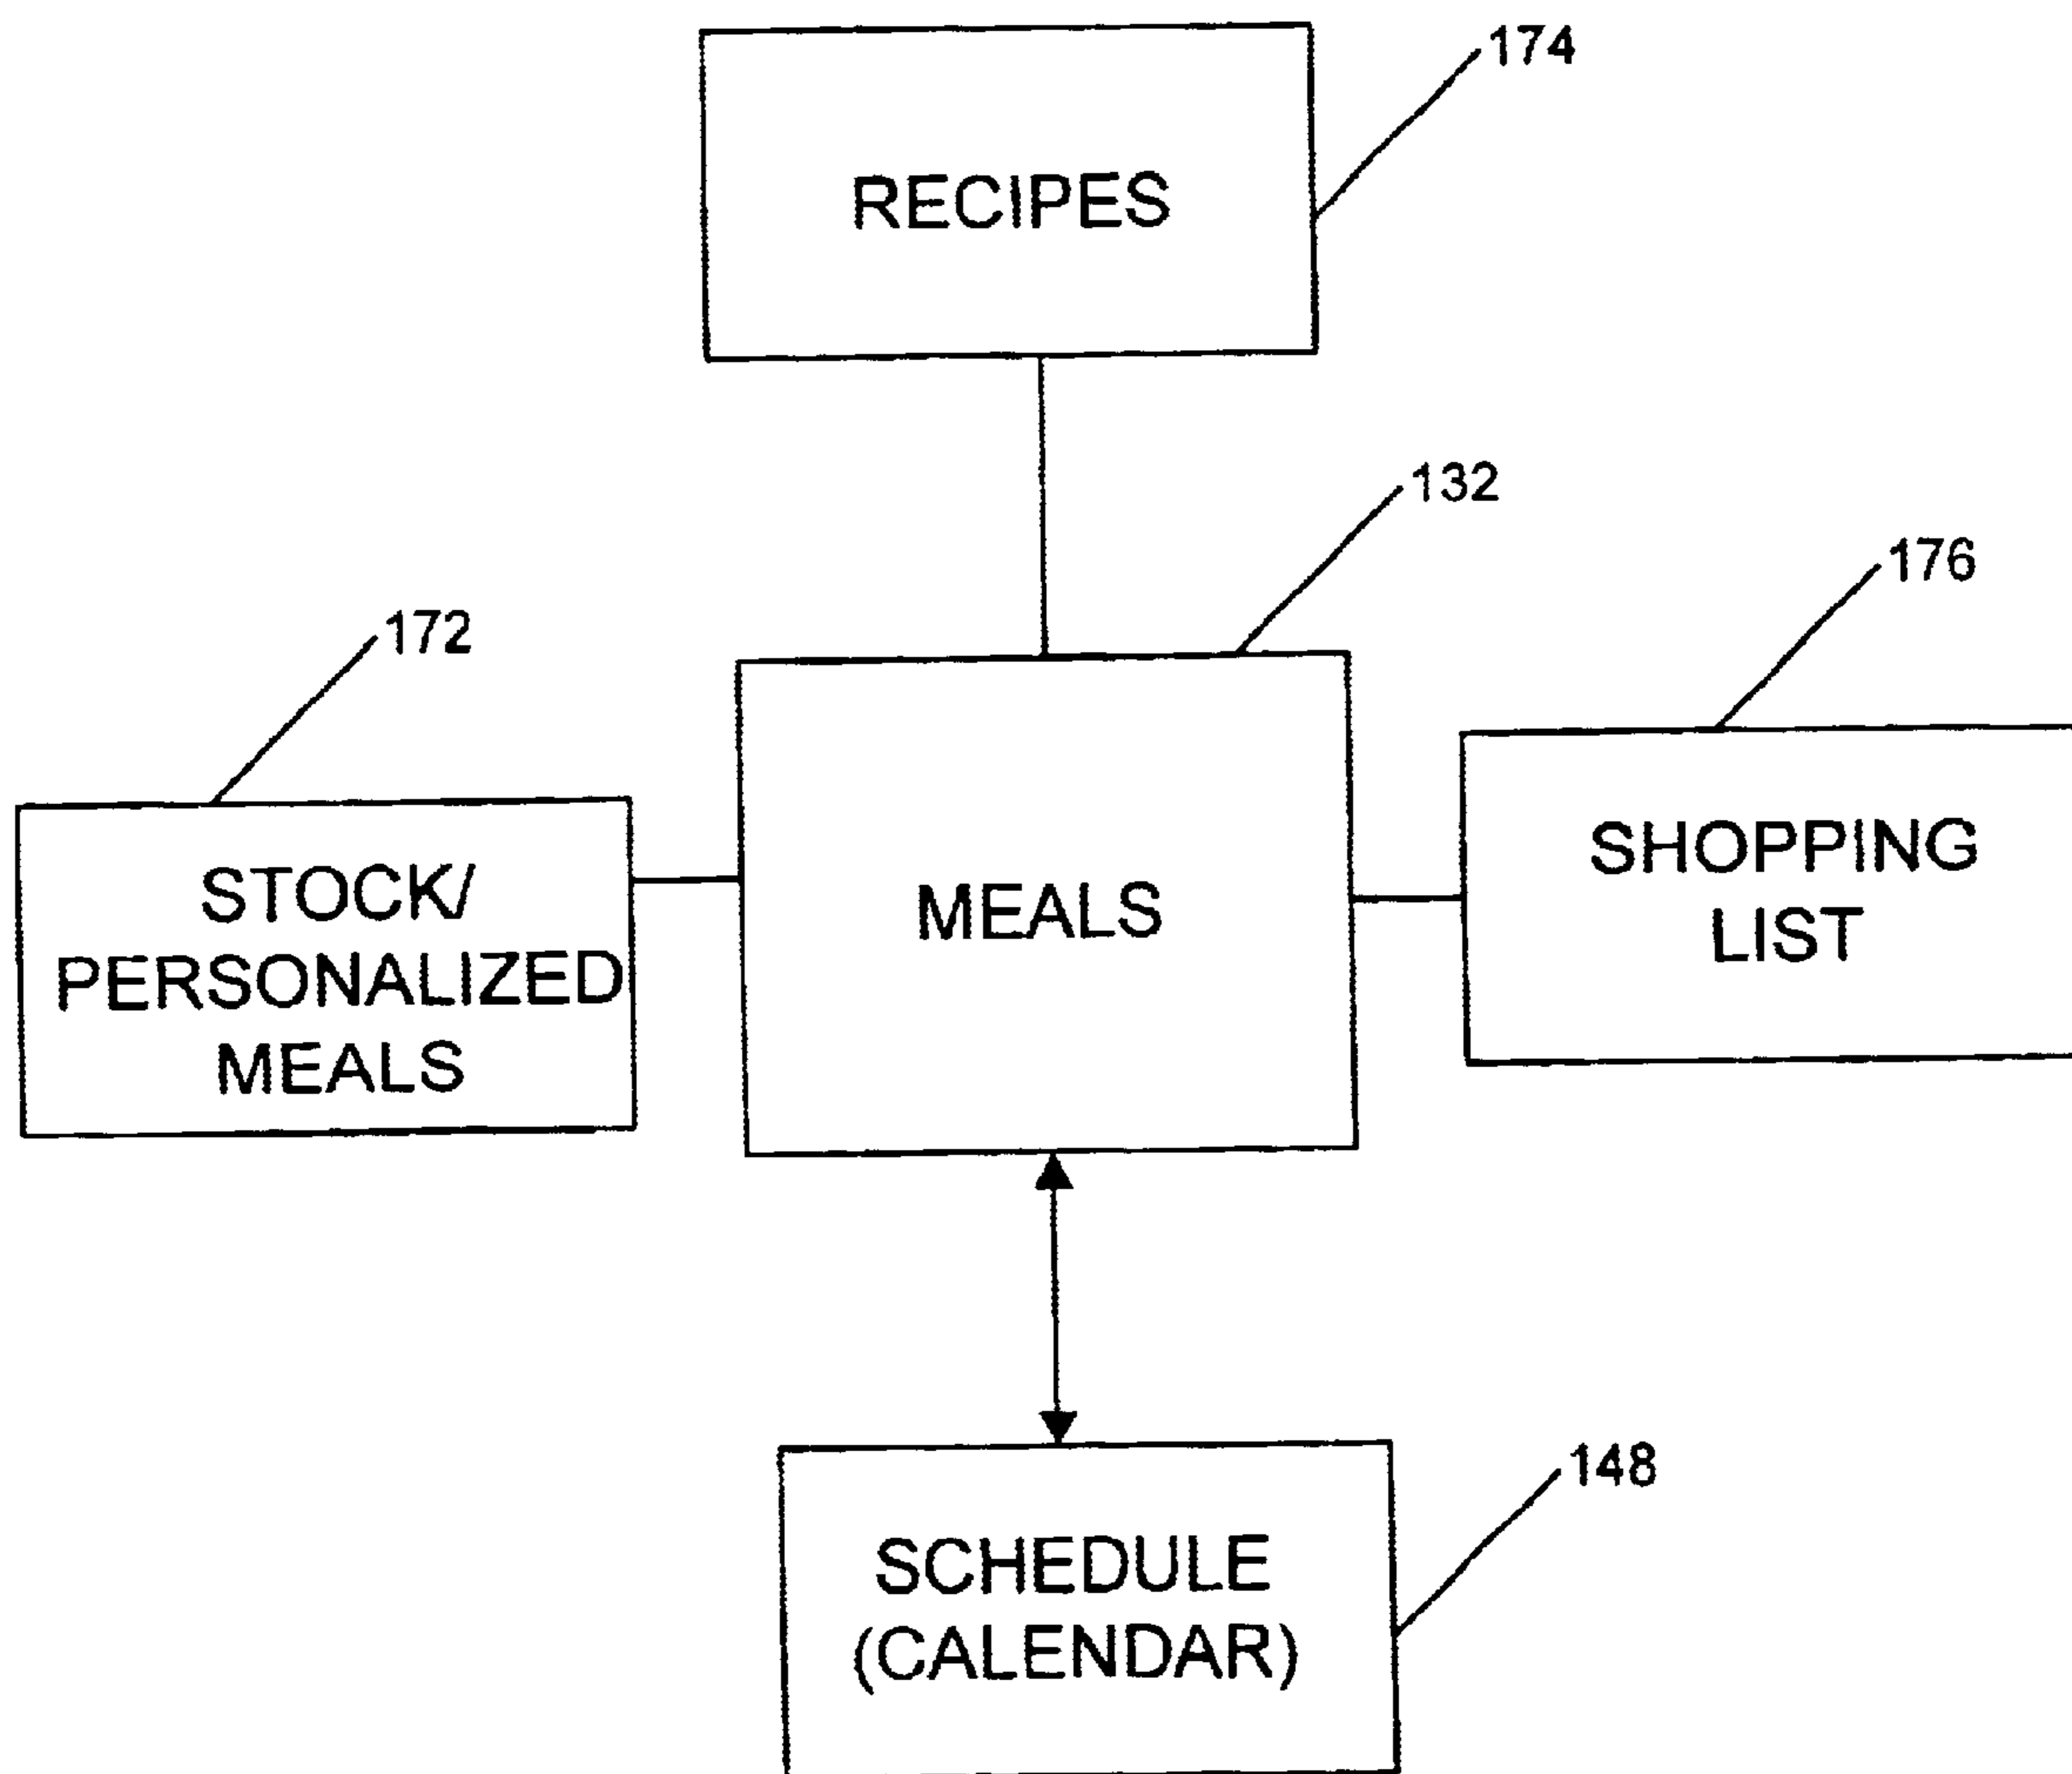 174
RECIPES
132
176
172
STOCK/
PERSONALIZED
MEALS
MEALS
SHOPPING
LIST
148
SCHEDULE
(CALENDAR)